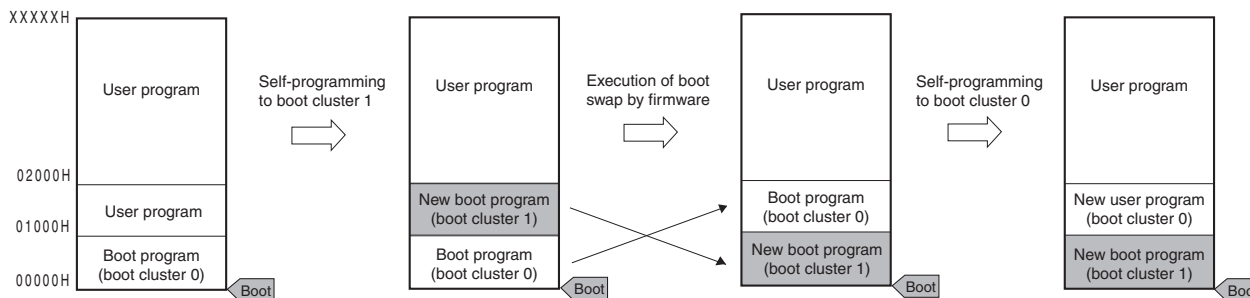 XXXXXH
User program
02000H
User program
01000H
Boot program
(boot cluster 0)
00000H
Boot
Self-programming
to boot cluster 1
User program
New boot program
(boot cluster 1)
Boot program
(boot cluster 0)
Boot
Execution of boot
swap by firmware
User program
Boot program
(boot cluster 0)
New boot program
(boot cluster 1)
Boot
Self-programming
to boot cluster 0
User program
New user program
(boot cluster 0)
New boot program
(boot cluster 1)
Boot